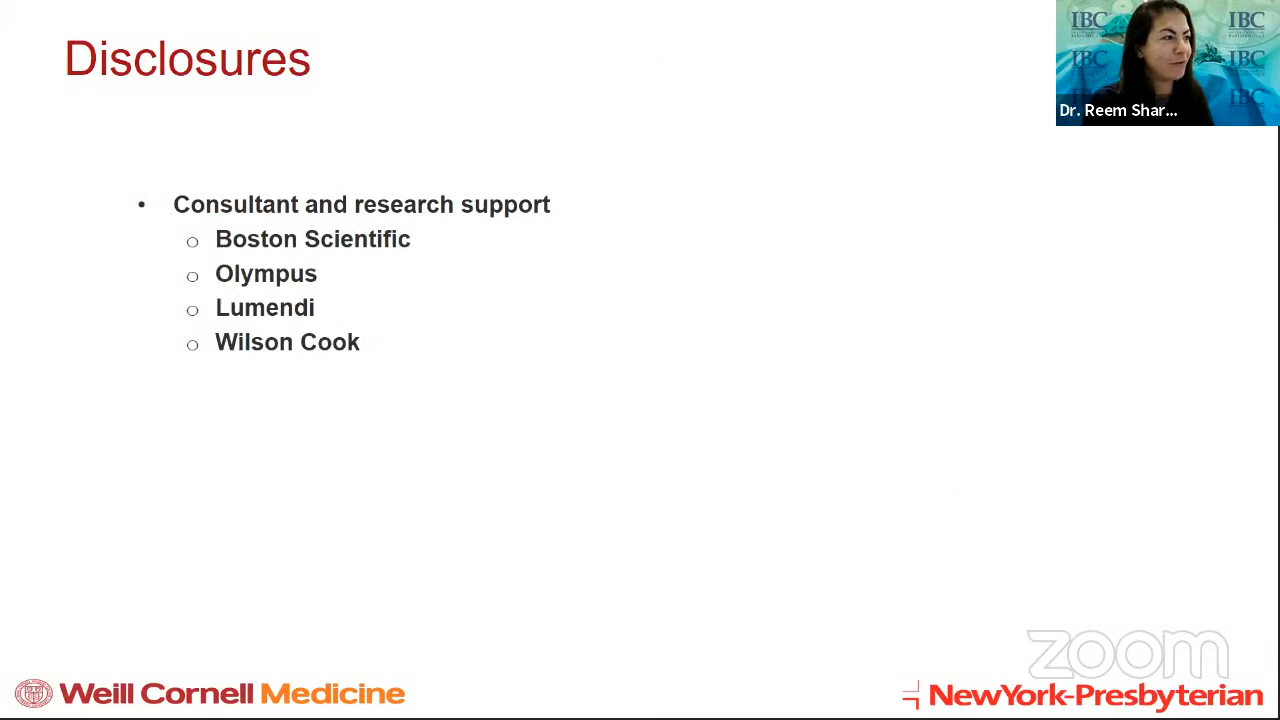 Disclosures
IBC
IBC
IBC
IBC
IBC
Dr. Reem Shar...
• Consultant and research support
o Boston Scientific
o Olympus
o Lumendi
o Wilson Cook
zoom
Weill Cornell Medicine
NewYork-Presbyterian